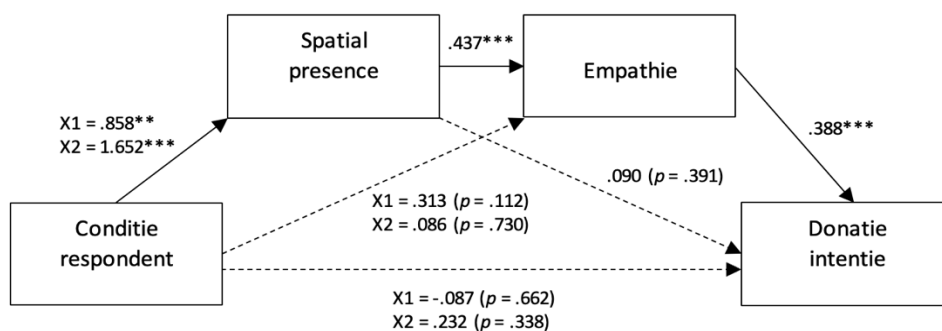 Spatial
presence
.437***
Empathie
X1 = .858**
X2 = 1.652***
.388***
.090 (p = .391)
X1 = .313 (p = .112)
X2 = .086 (p = .730)
Conditie
respondent
Donatie
intentie
X1 = -.087 (p = .662)
X2 = .232 (p = .338)